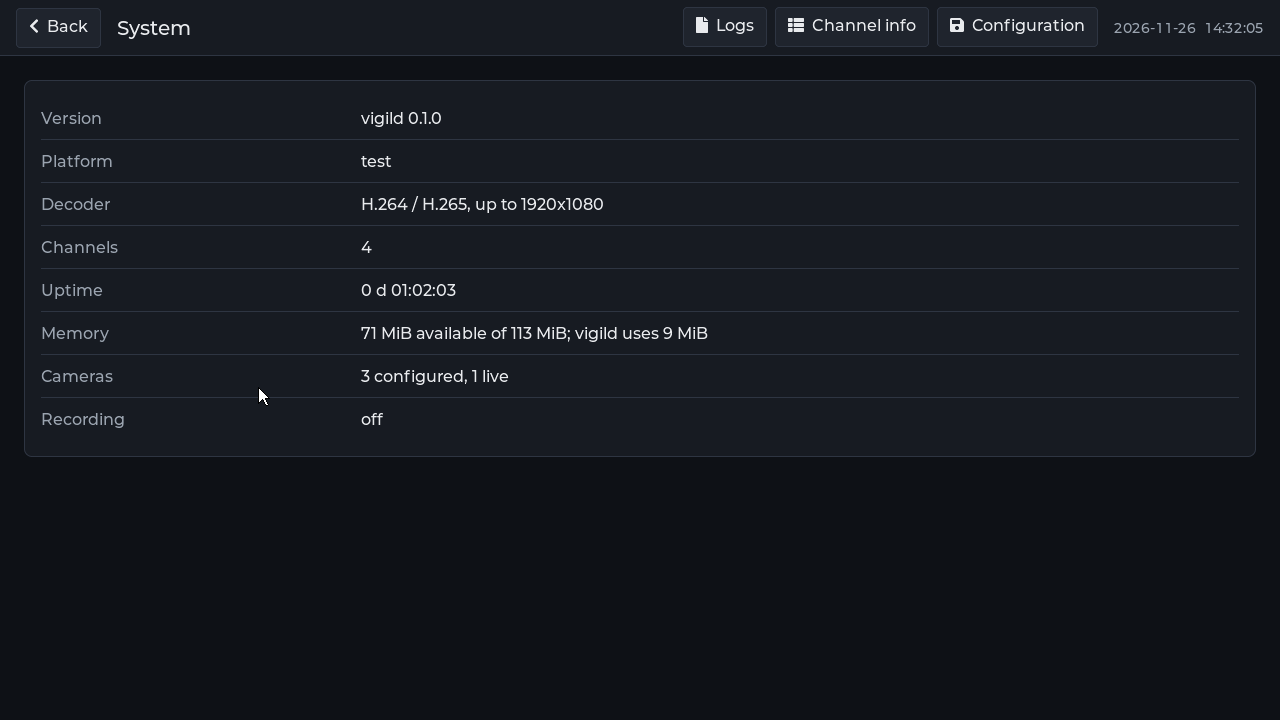 Back System Logs Channel info Configuration 2026-11-26 14:32:05
Version vigild 0.1.0
Platform test
Decoder H.264 / H.265, up to 1920x1080
Channels 4
Uptime 0 d 01:02:03
Memory 71 MiB available of 113 MiB; vigild uses 9 MiB
Cameras 3 configured, 1 live
Recording off